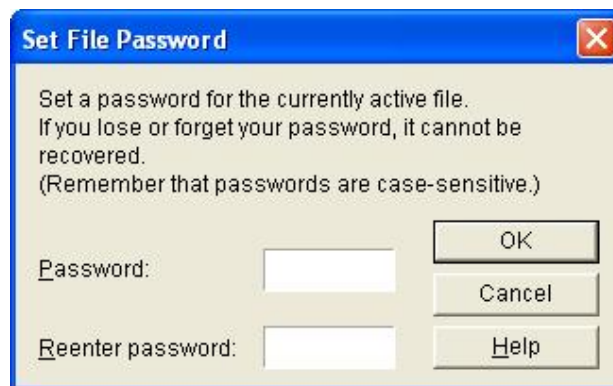 Set File Password
Set a password for the currently active file.
If you lose or forget your password, it cannot be
recovered.
(Remember that passwords are case-sensitive.)
OK
Password:
Cancel
Reenter password:
Help